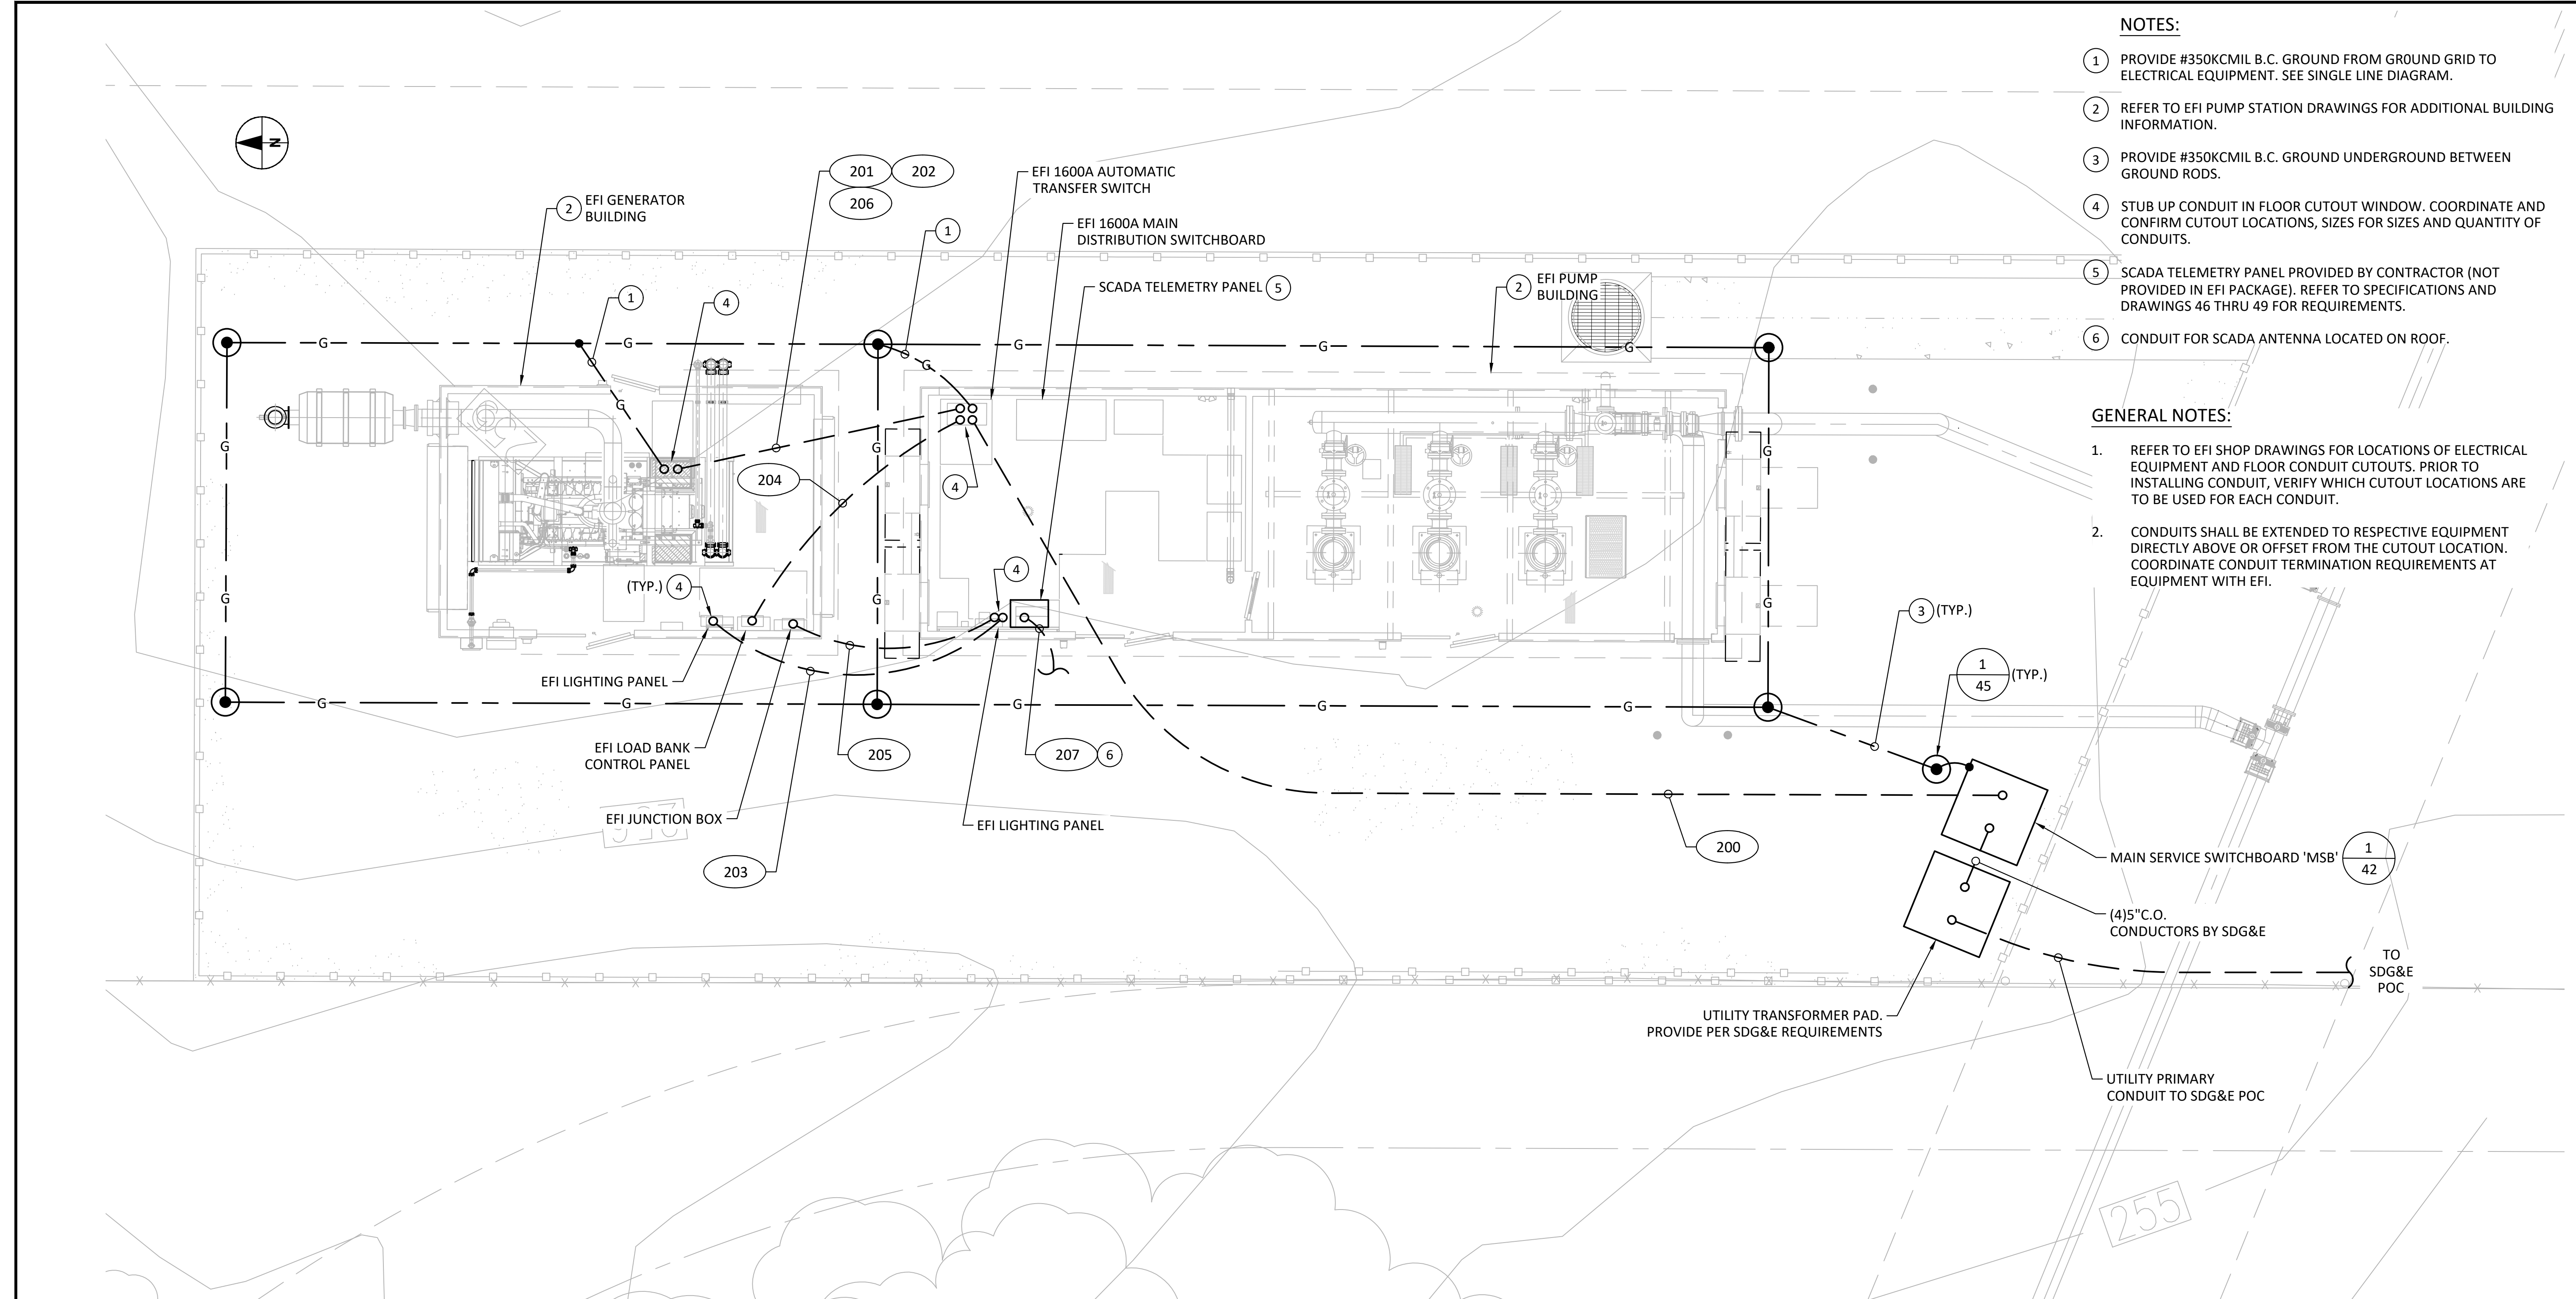 NOTES:
1 PROVIDE #350KCMIL B.C. GROUND FROM GR0UND GRID TO
ELECTRICAL EQUIPMENT. SEE SINGLE LINE DIAGRAM.
2 REFER TO EFI PUMP STATION DRAWINGS FOR ADDITIONAL BUILDING
INFORMATION.
3 PROVIDE #350KCMIL B.C. GROUND UNDERGROUND BETWEEN
GROUND RODS.
4 STUB UP CONDUIT IN FLOOR CUTOUT WINDOW. COORDINATE AND
CONFIRM CUTOUT LOCATIONS, SIZES FOR SIZES AND QUANTITY OF
CONDUITS.
5 SCADA TELEMETRY PANEL PROVIDED BY CONTRACTOR (NOT
PROVIDED IN EFI PACKAGE). REFER TO SPECIFICATIONS AND
DRAWINGS 46 THRU 49 FOR REQUIREMENTS.
6 CONDUIT FOR SCADA ANTENNA LOCATED ON ROOF.
GENERAL NOTES:
1. REFER TO EFI SHOP DRAWINGS FOR LOCATIONS OF ELECTRICAL
EQUIPMENT AND FLOOR CONDUIT CUTOUTS. PRIOR TO
INSTALLING CONDUIT, VERIFY WHICH CUTOUT LOCATIONS ARE
TO BE USED FOR EACH CONDUIT.
2. CONDUITS SHALL BE EXTENDED TO RESPECTIVE EQUIPMENT
DIRECTLY ABOVE OR OFFSET FROM THE CUTOUT LOCATION.
COORDINATE CONDUIT TERMINATION REQUIREMENTS AT
EQUIPMENT WITH EFI.
N
201 202
206
EFI 1600A AUTOMATIC
TRANSFER SWITCH
2 EFI GENERATOR
BUILDING
1
EFI 1600A MAIN
DISTRIBUTION SWITCHBOARD
SCADA TELEMETRY PANEL 5
2 EFI PUMP
BUILDING
1
4
G G G G G
G
G
G G G G
204
4
4
(TYP.) 4
G G G
3 (TYP.)
1
45
(TYP.)
EFI LIGHTING PANEL
G G G G G
EFI LOAD BANK
CONTROL PANEL
205
207 6
EFI JUNCTION BOX
EFI LIGHTING PANEL
203
200
MAIN SERVICE SWITCHBOARD 'MSB'
1
42
(4)5"C.O.
CONDUCTORS BY SDG&E
TO
SDG&E
POC
UTILITY TRANSFORMER PAD.
PROVIDE PER SDG&E REQUIREMENTS
UTILITY PRIMARY
CONDUIT TO SDG&E POC
255